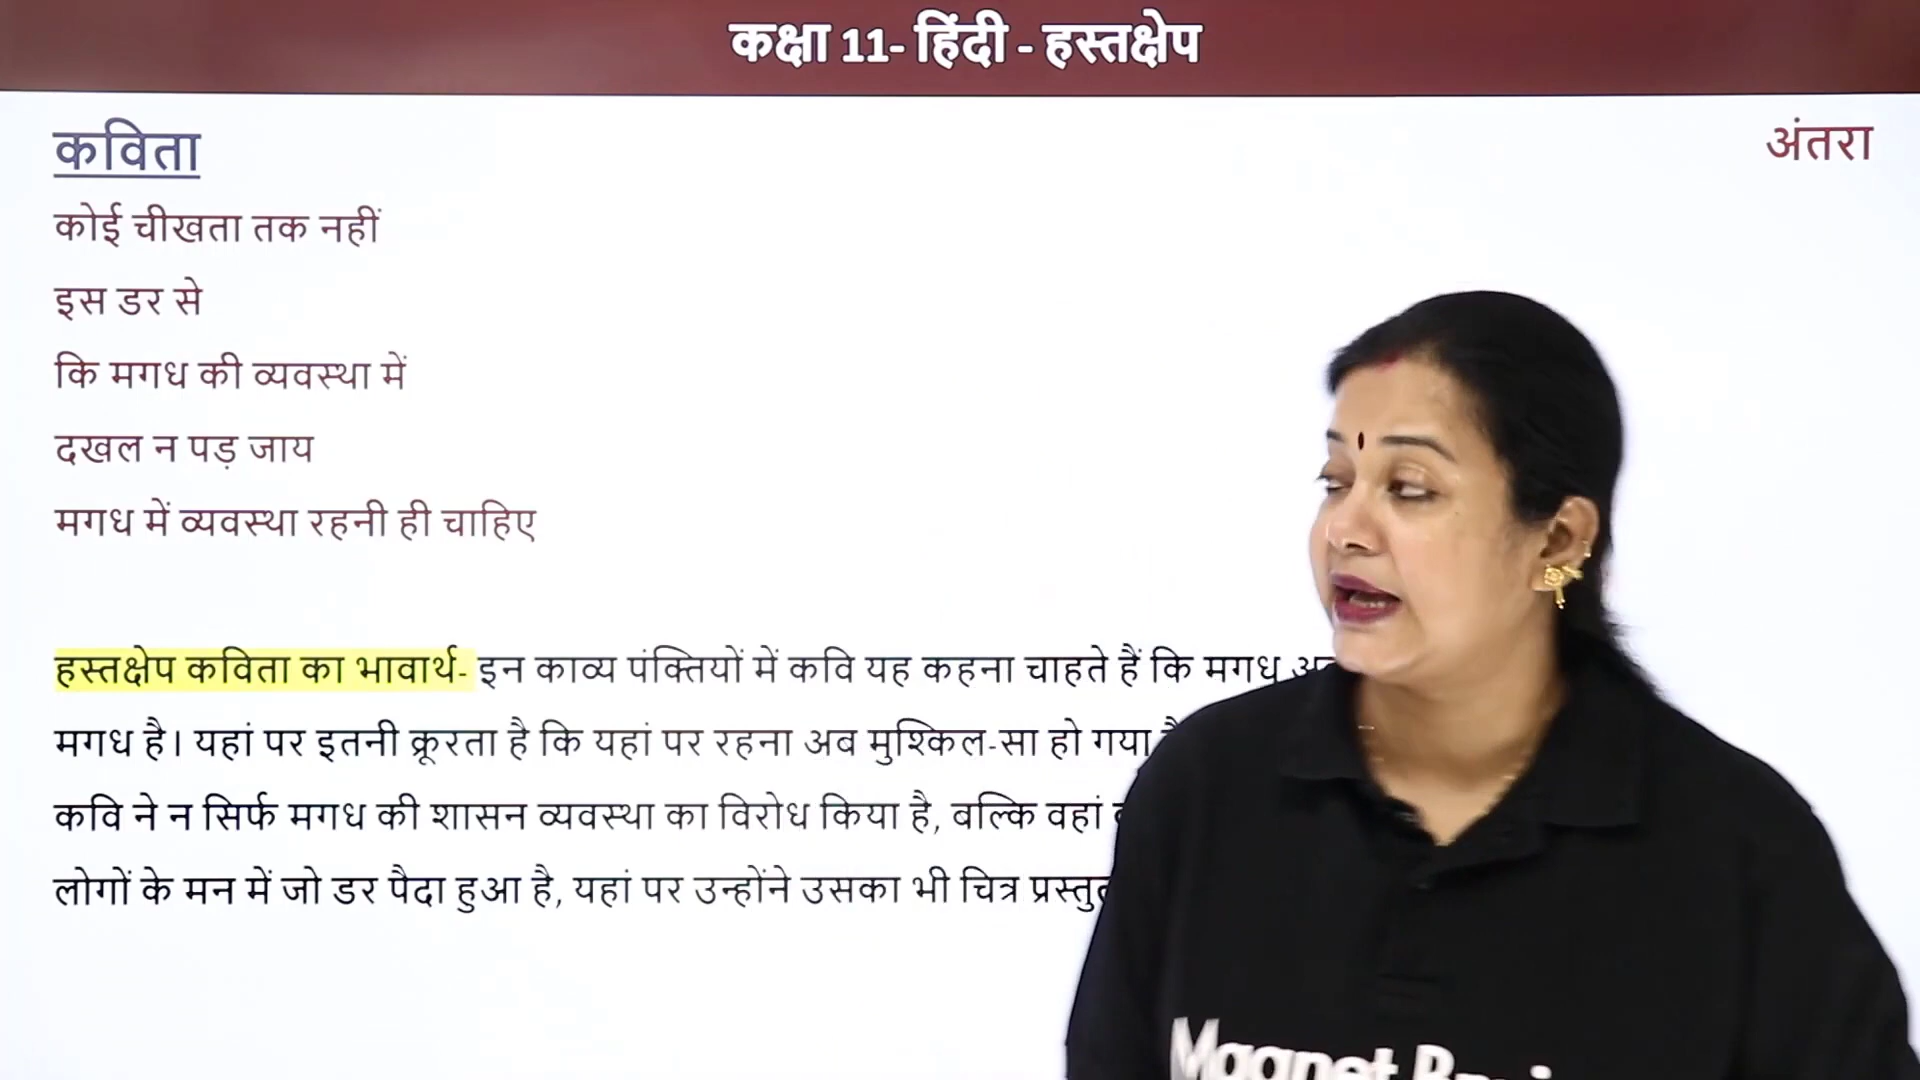 कक्षा 11- हिंदी - हस्तक्षेप
कविता
अंतरा
कोई चीखता तक नहीं
इस डर से
कि मगध की व्यवस्था में
दखल न पड़ जाय
मगध में व्यवस्था रहनी ही चाहिए
हस्तक्षेप कविता का भावार्थ- इन काव्य पंक्तियों में कवि यह कहना चाहते हैं कि मगध
मगध है। यहां पर इतनी क्रूरता है कि यहां पर रहना अब मुश्किल-सा हो गया
कवि ने न सिर्फ मगध की शासन व्यवस्था का विरोध किया है, बल्कि वहां
लोगों के मन में जो डर पैदा हुआ है, यहां पर उन्होंने उसका भी चित्र
Magnet